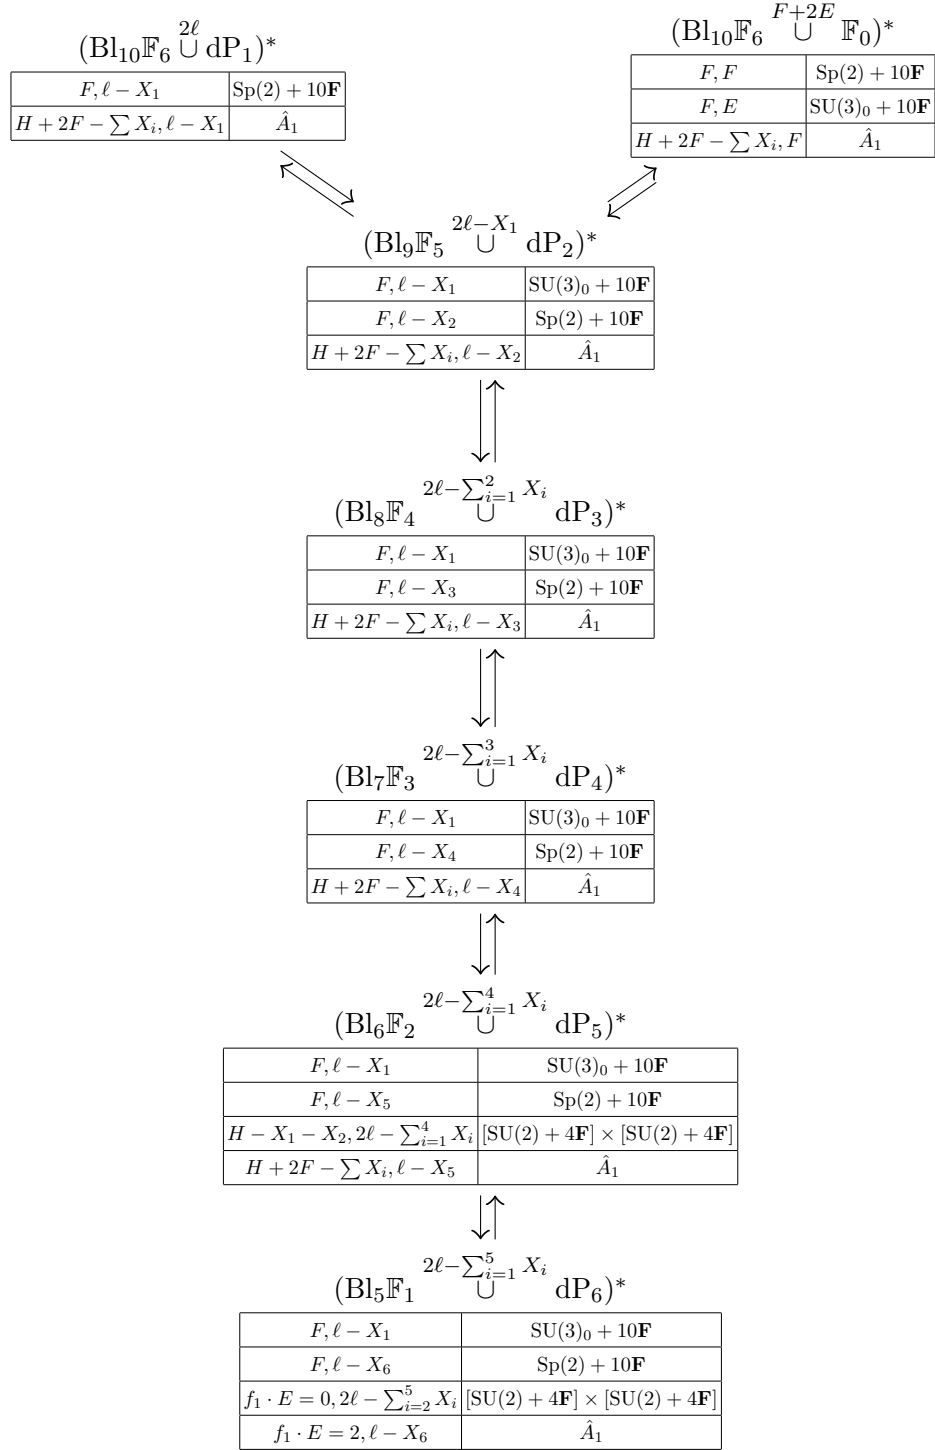 (Bl₁₀𝔽₆ ∪^{2ℓ} dP₁)*
F, ℓ − X₁ | Sp(2) + 10𝐅
H + 2F − ∑ Xᵢ, ℓ − X₁ | Â₁
(Bl₁₀𝔽₆ ∪^{F+2E} 𝔽₀)*
F, F | Sp(2) + 10𝐅
F, E | SU(3)₀ + 10𝐅
H + 2F − ∑ Xᵢ, F | Â₁
(Bl₉𝔽₅ ∪^{2ℓ−X₁} dP₂)*
F, ℓ − X₁ | SU(3)₀ + 10𝐅
F, ℓ − X₂ | Sp(2) + 10𝐅
H + 2F − ∑ Xᵢ, ℓ − X₂ | Â₁
(Bl₈𝔽₄ ∪^{2ℓ−∑_{i=1}^{2} Xᵢ} dP₃)*
F, ℓ − X₁ | SU(3)₀ + 10𝐅
F, ℓ − X₃ | Sp(2) + 10𝐅
H + 2F − ∑ Xᵢ, ℓ − X₃ | Â₁
(Bl₇𝔽₃ ∪^{2ℓ−∑_{i=1}^{3} Xᵢ} dP₄)*
F, ℓ − X₁ | SU(3)₀ + 10𝐅
F, ℓ − X₄ | Sp(2) + 10𝐅
H + 2F − ∑ Xᵢ, ℓ − X₄ | Â₁
(Bl₆𝔽₂ ∪^{2ℓ−∑_{i=1}^{4} Xᵢ} dP₅)*
F, ℓ − X₁ | SU(3)₀ + 10𝐅
F, ℓ − X₅ | Sp(2) + 10𝐅
H − X₁ − X₂, 2ℓ − ∑_{i=1}^{4} Xᵢ | [SU(2) + 4𝐅] × [SU(2) + 4𝐅]
H + 2F − ∑ Xᵢ, ℓ − X₅ | Â₁
(Bl₅𝔽₁ ∪^{2ℓ−∑_{i=1}^{5} Xᵢ} dP₆)*
F, ℓ − X₁ | SU(3)₀ + 10𝐅
F, ℓ − X₆ | Sp(2) + 10𝐅
f₁ · E = 0, 2ℓ − ∑_{i=2}^{5} Xᵢ | [SU(2) + 4𝐅] × [SU(2) + 4𝐅]
f₁ · E = 2, ℓ − X₆ | Â₁